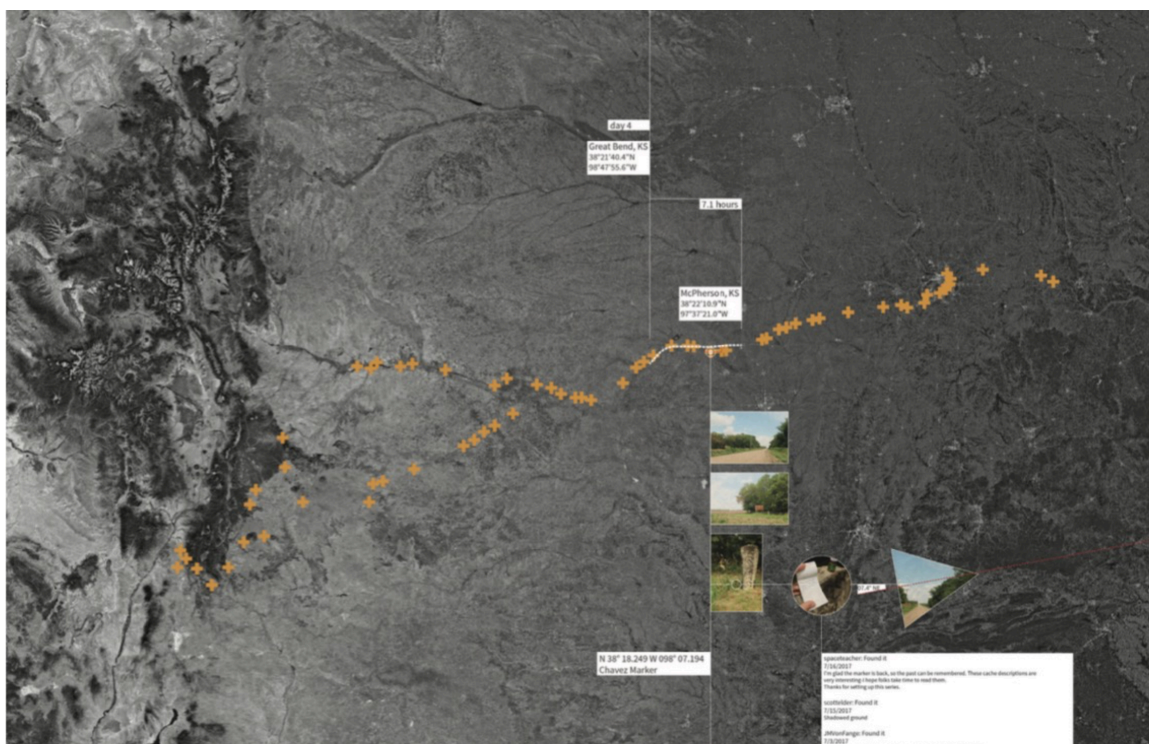 day 4
Great Bend, KS
38°21'40.4"N
98°47'55.6"W
7.1 hours
McPherson, KS
38°22'10.9"N
97°37'21.0"W
N 38° 18.249 W 098° 07.194
Chavez Marker
spaceteacher: Found it
7/16/2017
I'm glad the marker is back, so the past can be remembered. These cache descriptions are
very interesting I hope folks take time to read them.
Thanks for setting up this series.
scottelder: Found it
7/15/2017
Shadowed ground
Found it
7/3/2017